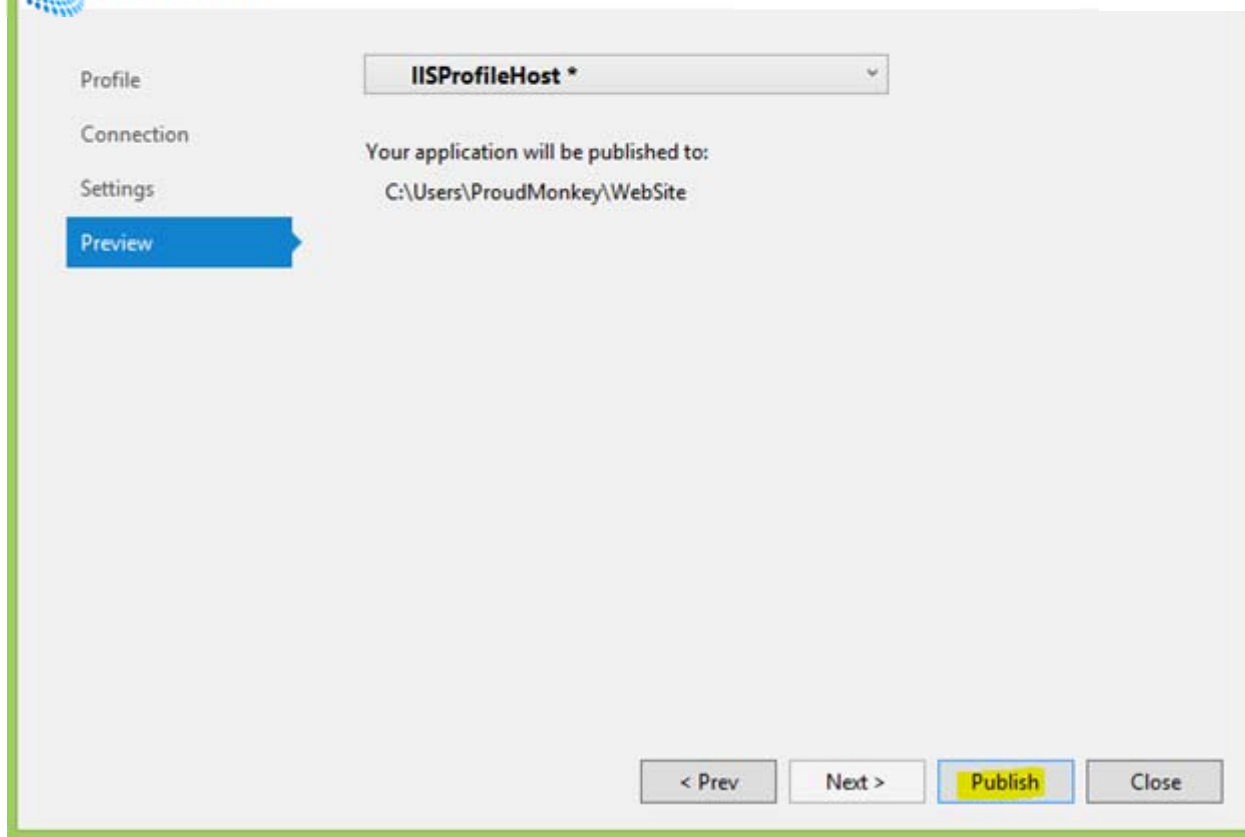 Profile
Connection
Settings
Preview
IISProfileHost *
Your application will be published to:
C:\Users\ProudMonkey\WebSite
< Prev
Next >
Publish
Close